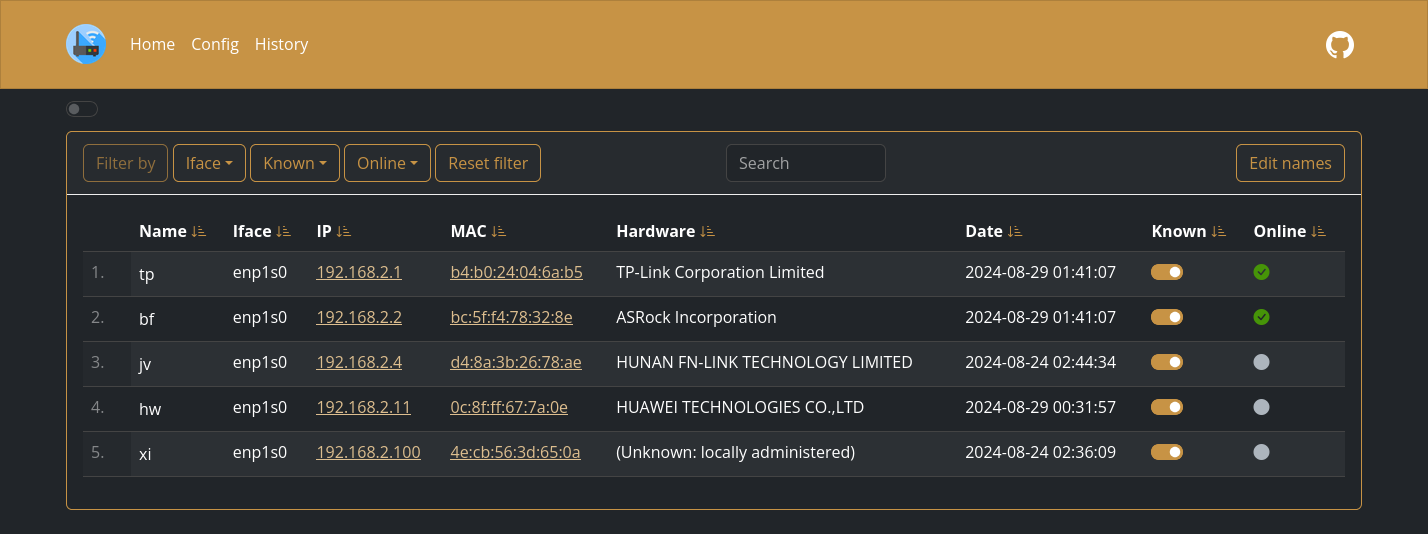 Home Config History
Filter by Iface Known Online Reset filter Search Edit names
Name Iface IP MAC Hardware Date Known Online
1. tp enp1s0 192.168.2.1 b4:b0:24:04:6a:b5 TP-Link Corporation Limited 2024-08-29 01:41:07
2. bf enp1s0 192.168.2.2 bc:5f:f4:78:32:8e ASRock Incorporation 2024-08-29 01:41:07
3. jv enp1s0 192.168.2.4 d4:8a:3b:26:78:ae HUNAN FN-LINK TECHNOLOGY LIMITED 2024-08-24 02:44:34
4. hw enp1s0 192.168.2.11 0c:8f:ff:67:7a:0e HUAWEI TECHNOLOGIES CO.,LTD 2024-08-29 00:31:57
5. xi enp1s0 192.168.2.100 4e:cb:56:3d:65:0a (Unknown: locally administered) 2024-08-24 02:36:09